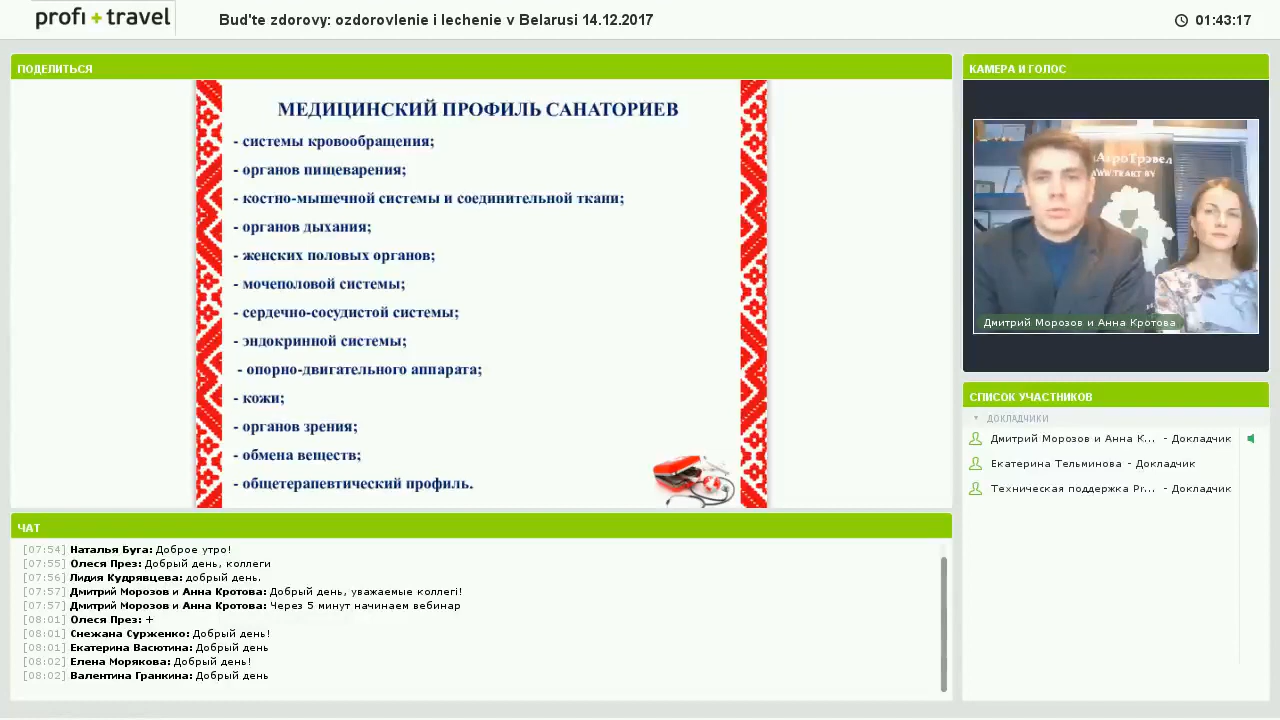 profi + travel
Bud'te zdorovy: ozdorovlenie i lechenie v Belarusi 14.12.2017
01:43:17
ПОДЕЛИТЬСЯ
МЕДИЦИНСКИЙ ПРОФИЛЬ САНАТОРИЕВ
- системы кровообращения;
- органов пищеварения;
- костно-мышечной системы и соединительной ткани;
- органов дыхания;
- женских половых органов;
- мочеполовой системы;
- сердечно-сосудистой системы;
- эндокринной системы;
- опорно-двигательного аппарата;
- кожи;
- органов зрения;
- обмена веществ;
- общетерапевтический профиль.
КАМЕРА И ГОЛОС
АгроТрэвел
WWW.TRAKT.BY
Дмитрий Морозов и Анна Кротова
СПИСОК УЧАСТНИКОВ
ДОКЛАДЧИКИ
Дмитрий Морозов и Анна К... - Докладчик
Екатерина Тельминова - Докладчик
Техническая поддержка Pr... - Докладчик
ЧАТ
[07:54] Наталья Буга: Доброе утро!
[07:55] Олеся През: Добрый день, коллеги
[07:56] Лидия Кудрявцева: добрый день.
[07:57] Дмитрий Морозов и Анна Кротова: Добрый день, уважаемые коллегі!
[07:57] Дмитрий Морозов и Анна Кротова: Через 5 минут начинаем вебинар
[08:01] Олеся През: +
[08:01] Снежана Сурженко: Добрый день!
[08:01] Екатерина Васютина: Добрый день
[08:02] Елена Морякова: Добрый день!
[08:02] Валентина Гранкина: Добрый день